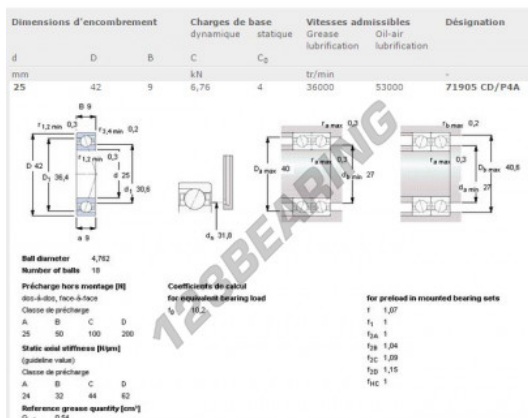 Dimensions d'encombrement Charges de base Vitesses admissibles Désignation
dynamique statique Grease lubrification Oil-air lubrification
d D B C C0
mm kN tr/min -
25 42 9 6,76 4 36000 53000 71905 CD/P4A
B 9
r1,2 min 0,3 r3,4 min 0,2
r1,2 min 0,3
D 42 D1 36,4 d 25 d1 30,6
a 9
dn 31,8
ra max 0,3
ra max 0,3
Da max 40 da min 27
rb max 0,2
ra max 0,3
Db max 40,6
da min 27
123BEARING
Ball diameter 4,762
Number of balls 18
Précharge hors montage [N]
dos-à-dos, face-à-face
Classe de précharge
A B C D
25 50 100 200
Static axial stiffness [N/µm]
(guideline value)
Classe de précharge
A B C D
24 32 44 62
Reference grease quantity [cm³]
0,54
Coefficients de calcul
for equivalent bearing load
f0 10,2
for preload in mounted bearing sets
f 1,07
f1 1
f2A 1
f2B 1,04
f2C 1,09
f2D 1,15
fHC 1